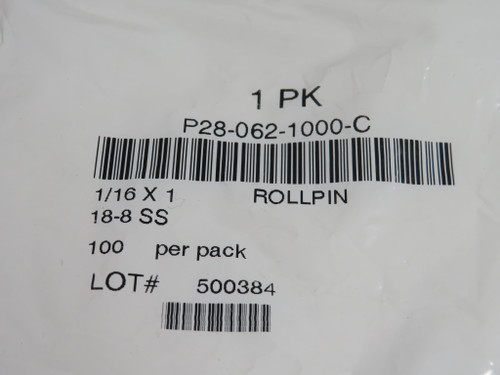 1 PK
P28-062-1000-C
1/16 X 1 ROLLPIN
18-8 SS
100 per pack
LOT# 500384